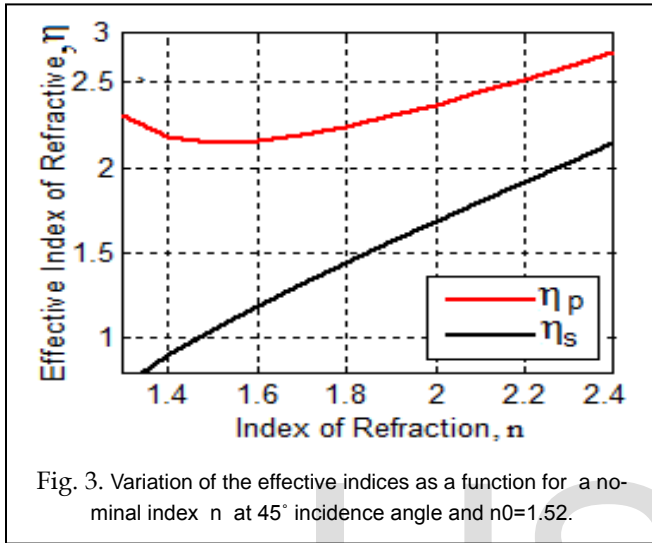 Effective Index of Refractive, η
3
2.5
2
1.5
1
η p
ηs
1.4 1.6 1.8 2 2.2 2.4
Index of Refraction, n
Fig. 3. Variation of the effective indices as a function for a no-
minal index n at 45° incidence angle and n0=1.52.